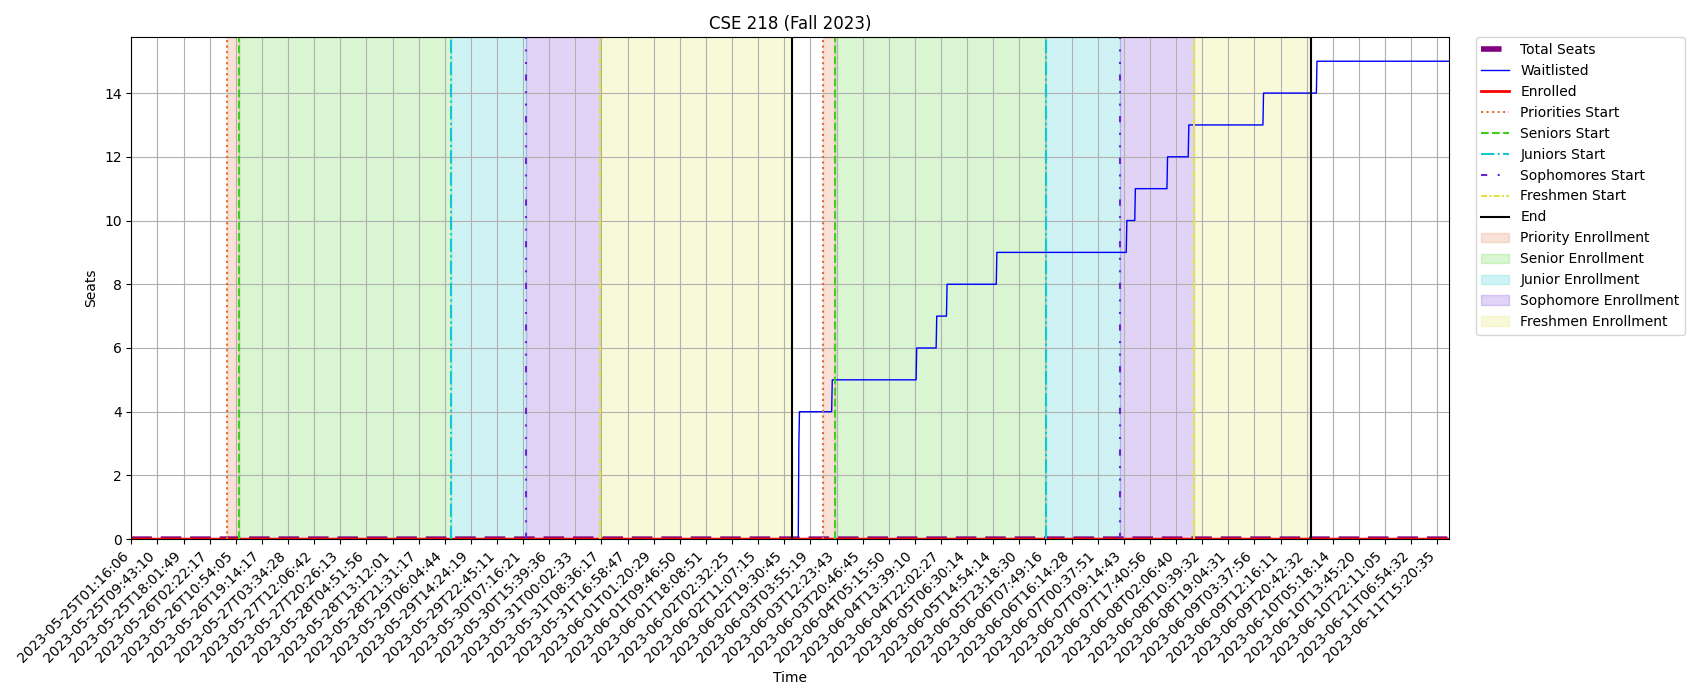 CSE 218 (Fall 2023)
Seats
14
12
10
8
6
4
2
0
2023-05-25T01:16:06
2023-05-25T09:43:10
2023-05-25T18:01:49
2023-05-26T02:22:17
2023-05-26T10:54:05
2023-05-26T19:14:17
2023-05-27T03:34:28
2023-05-27T12:06:42
2023-05-27T20:26:13
2023-05-28T04:51:56
2023-05-28T13:12:01
2023-05-28T21:31:17
2023-05-29T06:04:44
2023-05-29T14:24:19
2023-05-29T22:45:11
2023-05-30T07:16:21
2023-05-30T15:39:36
2023-05-31T00:02:33
2023-05-31T08:36:17
2023-05-31T16:58:47
2023-06-01T01:20:29
2023-06-01T09:46:50
2023-06-01T18:08:51
2023-06-02T02:32:25
2023-06-02T11:07:15
2023-06-02T19:30:45
2023-06-03T03:55:19
2023-06-03T12:23:43
2023-06-03T20:46:45
2023-06-04T05:15:50
2023-06-04T13:39:10
2023-06-04T22:02:27
2023-06-05T06:30:14
2023-06-05T14:54:14
2023-06-05T23:18:30
2023-06-06T07:49:16
2023-06-06T16:14:28
2023-06-07T00:37:51
2023-06-07T09:14:43
2023-06-07T17:40:56
2023-06-08T02:06:40
2023-06-08T10:39:32
2023-06-08T19:04:31
2023-06-09T03:37:56
2023-06-09T12:16:11
2023-06-09T20:42:32
2023-06-10T05:18:14
2023-06-10T13:45:20
2023-06-10T22:11:05
2023-06-11T06:54:32
2023-06-11T15:20:35
Time
Total Seats
Waitlisted
Enrolled
Priorities Start
Seniors Start
Juniors Start
Sophomores Start
Freshmen Start
End
Priority Enrollment
Senior Enrollment
Junior Enrollment
Sophomore Enrollment
Freshmen Enrollment